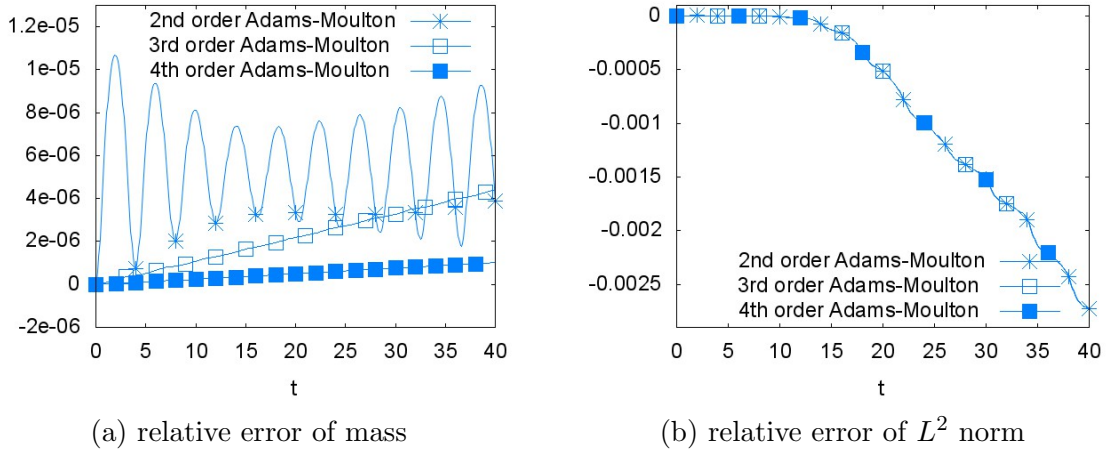 1.2e-05
1e-05
8e-06
6e-06
4e-06
2e-06
0
-2e-06
2nd order Adams-Moulton
3rd order Adams-Moulton
4th order Adams-Moulton
0 5 10 15 20 25 30 35 40
t
(a) relative error of mass
0
-0.0005
-0.001
-0.0015
-0.002
-0.0025
2nd order Adams-Moulton
3rd order Adams-Moulton
4th order Adams-Moulton
0 5 10 15 20 25 30 35 40
t
(b) relative error of L² norm